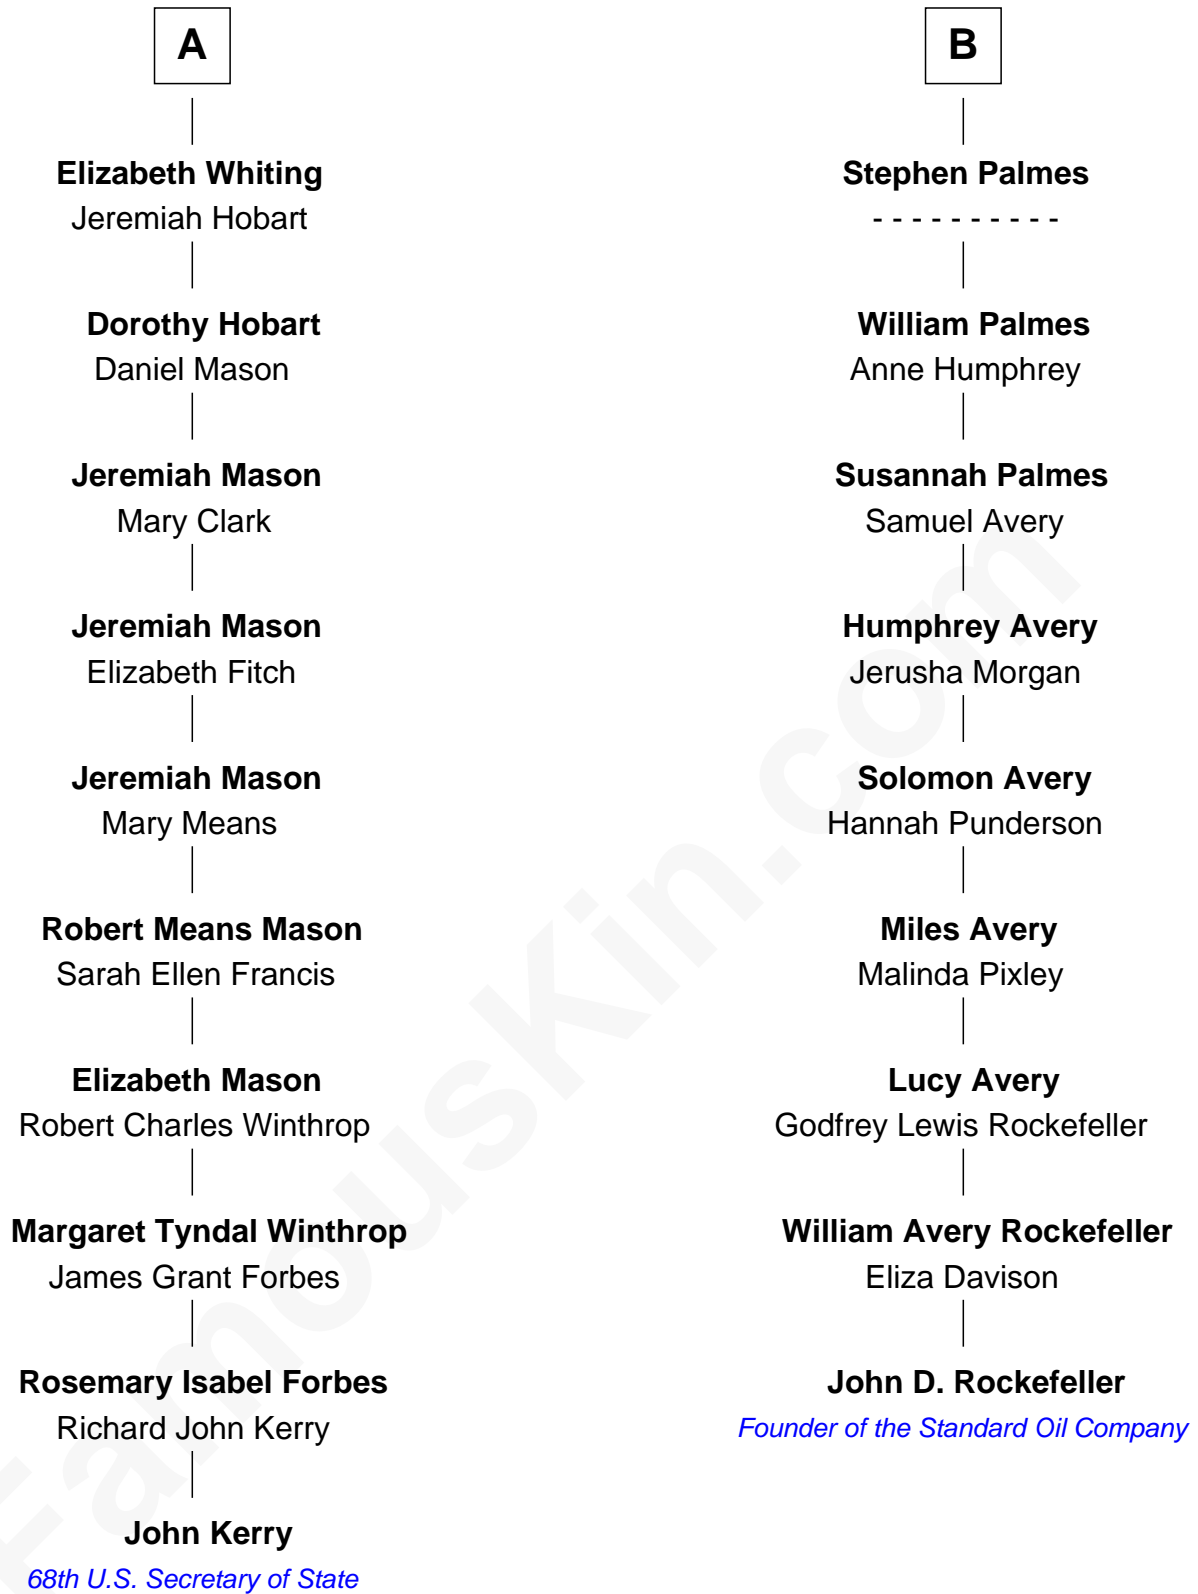 A
Elizabeth Whiting
Jeremiah Hobart
Dorothy Hobart
Daniel Mason
Jeremiah Mason
Mary Clark
Jeremiah Mason
Elizabeth Fitch
Jeremiah Mason
Mary Means
Robert Means Mason
Sarah Ellen Francis
Elizabeth Mason
Robert Charles Winthrop
Margaret Tyndal Winthrop
James Grant Forbes
Rosemary Isabel Forbes
Richard John Kerry
John Kerry
68th U.S. Secretary of State
B
Stephen Palmes
- - - - - - - - - -
William Palmes
Anne Humphrey
Susannah Palmes
Samuel Avery
Humphrey Avery
Jerusha Morgan
Solomon Avery
Hannah Punderson
Miles Avery
Malinda Pixley
Lucy Avery
Godfrey Lewis Rockefeller
William Avery Rockefeller
Eliza Davison
John D. Rockefeller
Founder of the Standard Oil Company
FamousKin.com